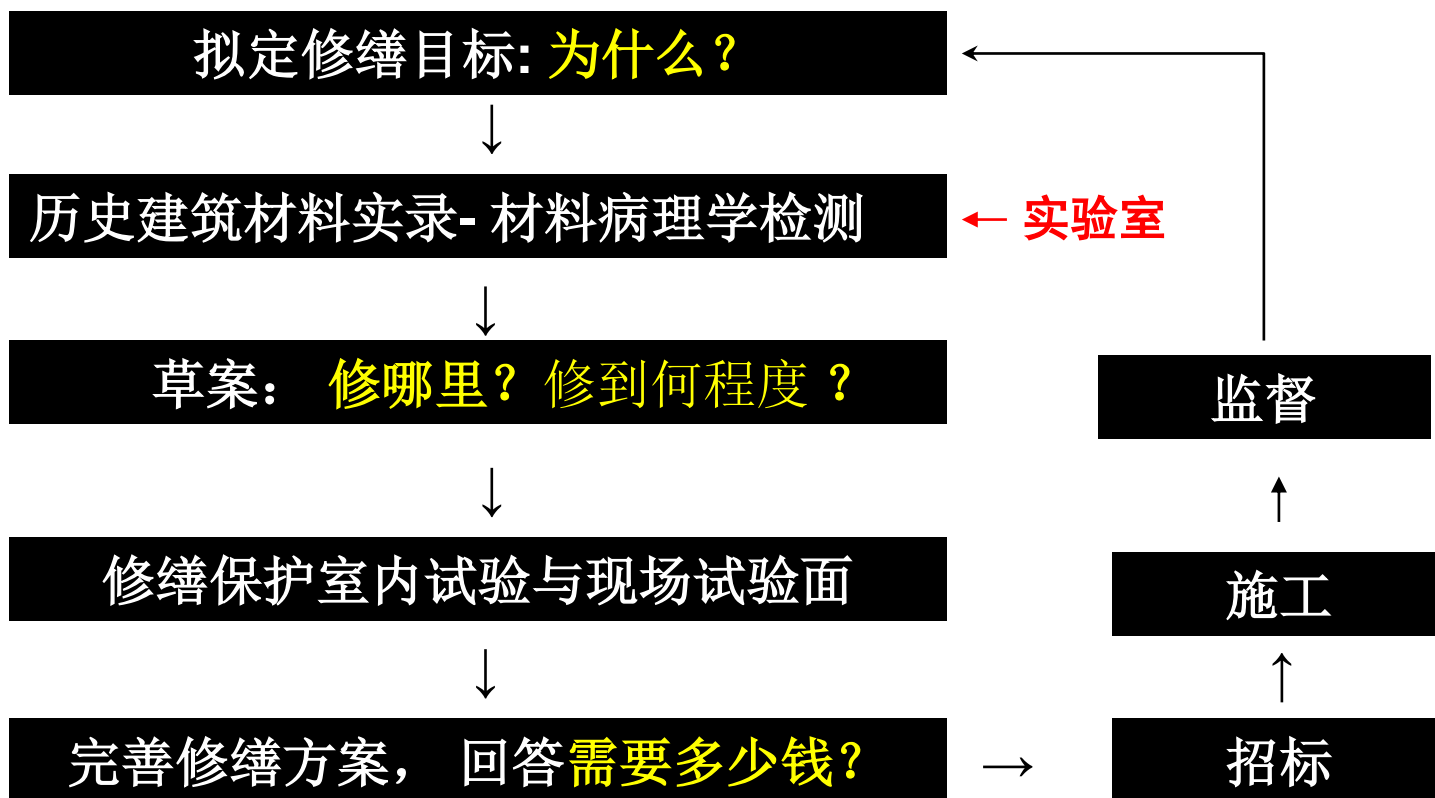 拟定修缮目标: 为什么？
历史建筑材料实录- 材料病理学检测
实验室
草案： 修哪里？修到何程度？
修缮保护室内试验与现场试验面
完善修缮方案， 回答需要多少钱？
招标
施工
监督